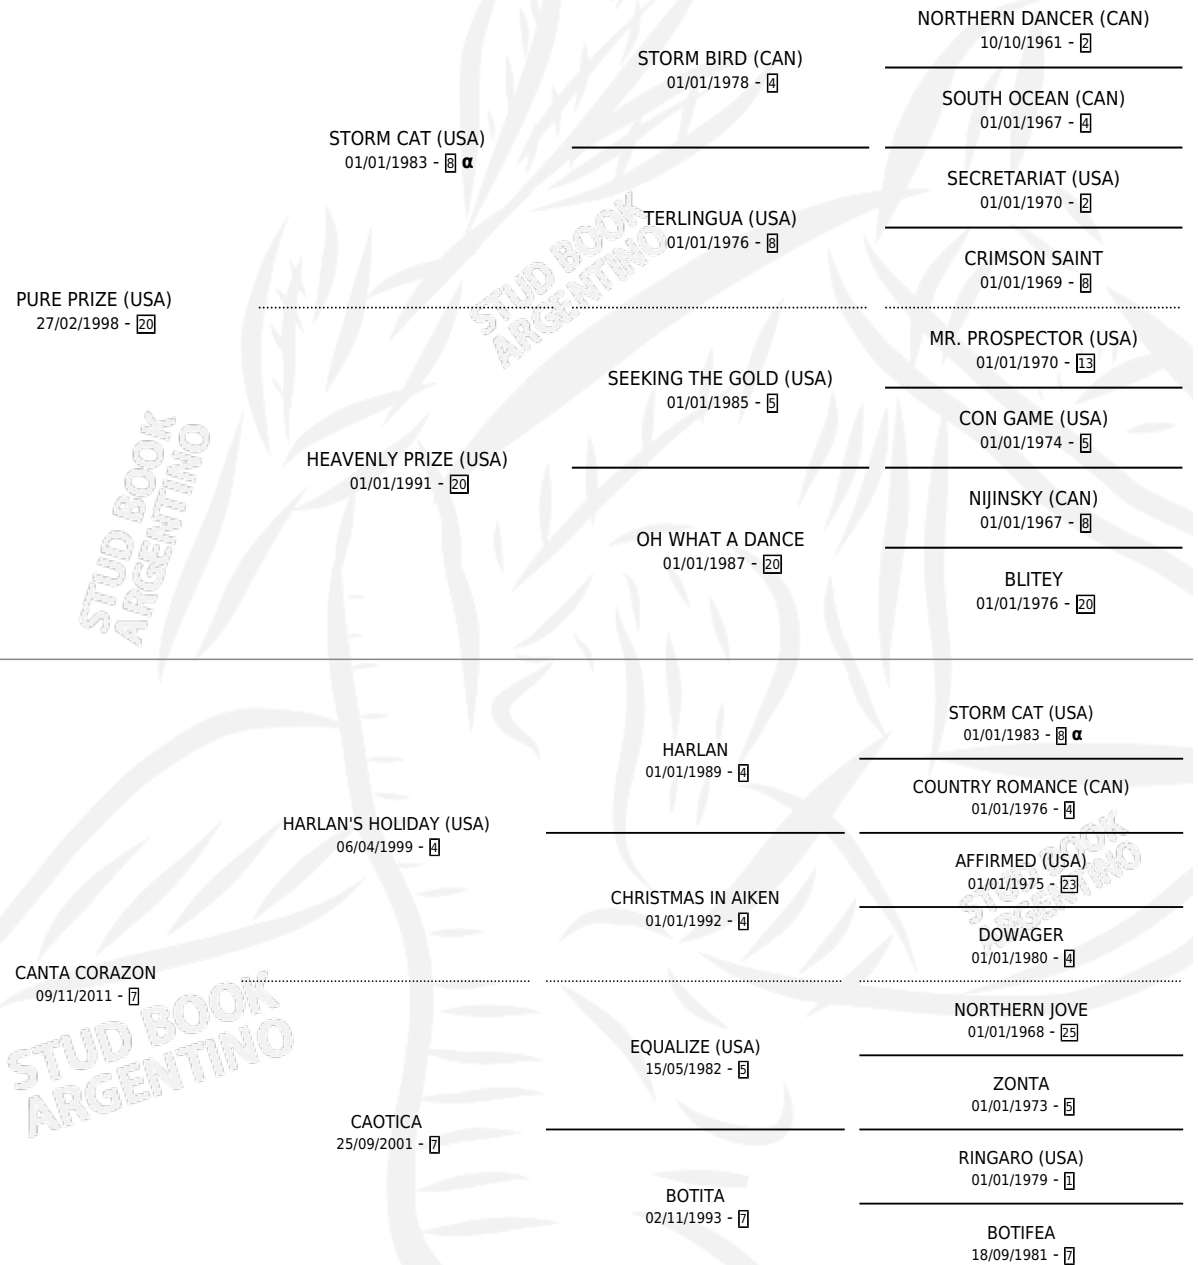 NORTHERN DANCER (CAN)
10/10/1961 - 2
STORM BIRD (CAN)
01/01/1978 - 4
SOUTH OCEAN (CAN)
01/01/1967 - 4
STORM CAT (USA)
01/01/1983 - 8 α
SECRETARIAT (USA)
01/01/1970 - 2
TERLINGUA (USA)
01/01/1976 - 8
CRIMSON SAINT
01/01/1969 - 8
PURE PRIZE (USA)
27/02/1998 - 20
MR. PROSPECTOR (USA)
01/01/1970 - 13
SEEKING THE GOLD (USA)
01/01/1985 - 5
CON GAME (USA)
01/01/1974 - 5
HEAVENLY PRIZE (USA)
01/01/1991 - 20
NIJINSKY (CAN)
01/01/1967 - 8
OH WHAT A DANCE
01/01/1987 - 20
BLITEY
01/01/1976 - 20
STORM CAT (USA)
01/01/1983 - 8 α
HARLAN
01/01/1989 - 4
COUNTRY ROMANCE (CAN)
01/01/1976 - 4
HARLAN'S HOLIDAY (USA)
06/04/1999 - 4
AFFIRMED (USA)
01/01/1975 - 23
CHRISTMAS IN AIKEN
01/01/1992 - 4
DOWAGER
01/01/1980 - 4
CANTA CORAZON
09/11/2011 - 7
NORTHERN JOVE
01/01/1968 - 25
EQUALIZE (USA)
15/05/1982 - 5
ZONTA
01/01/1973 - 5
CAOTICA
25/09/2001 - 7
RINGARO (USA)
01/01/1979 - 1
BOTITA
02/11/1993 - 7
BOTIFEA
18/09/1981 - 7
STUD BOOK
ARGENTINO
STUD BOOK
ARGENTINO
STUD BOOK
ARGENTINO
STUD BOOK
ARGENTINO